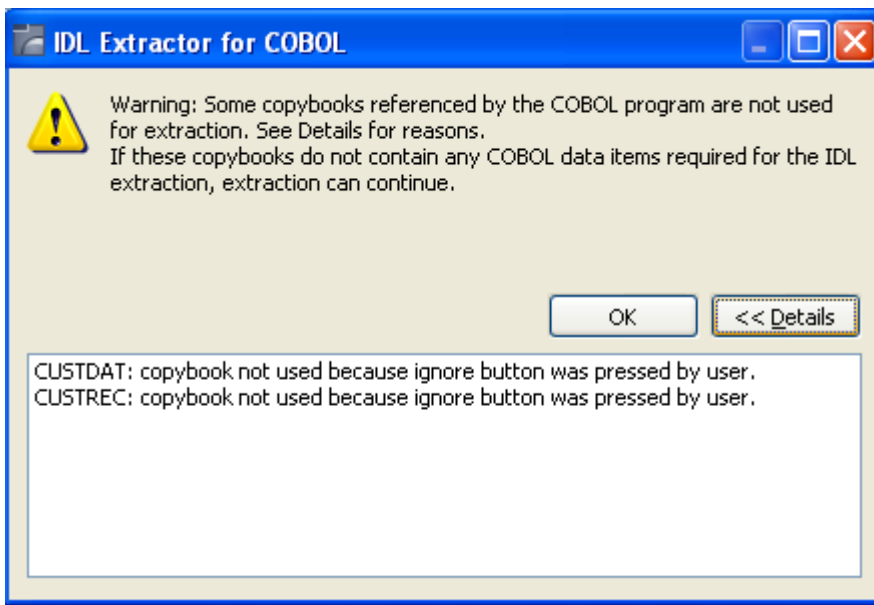 IDL Extractor for COBOL
Warning: Some copybooks referenced by the COBOL program are not used
for extraction. See Details for reasons.
If these copybooks do not contain any COBOL data items required for the IDL
extraction, extraction can continue.
OK
<< Details
CUSTDAT: copybook not used because ignore button was pressed by user.
CUSTREC: copybook not used because ignore button was pressed by user.